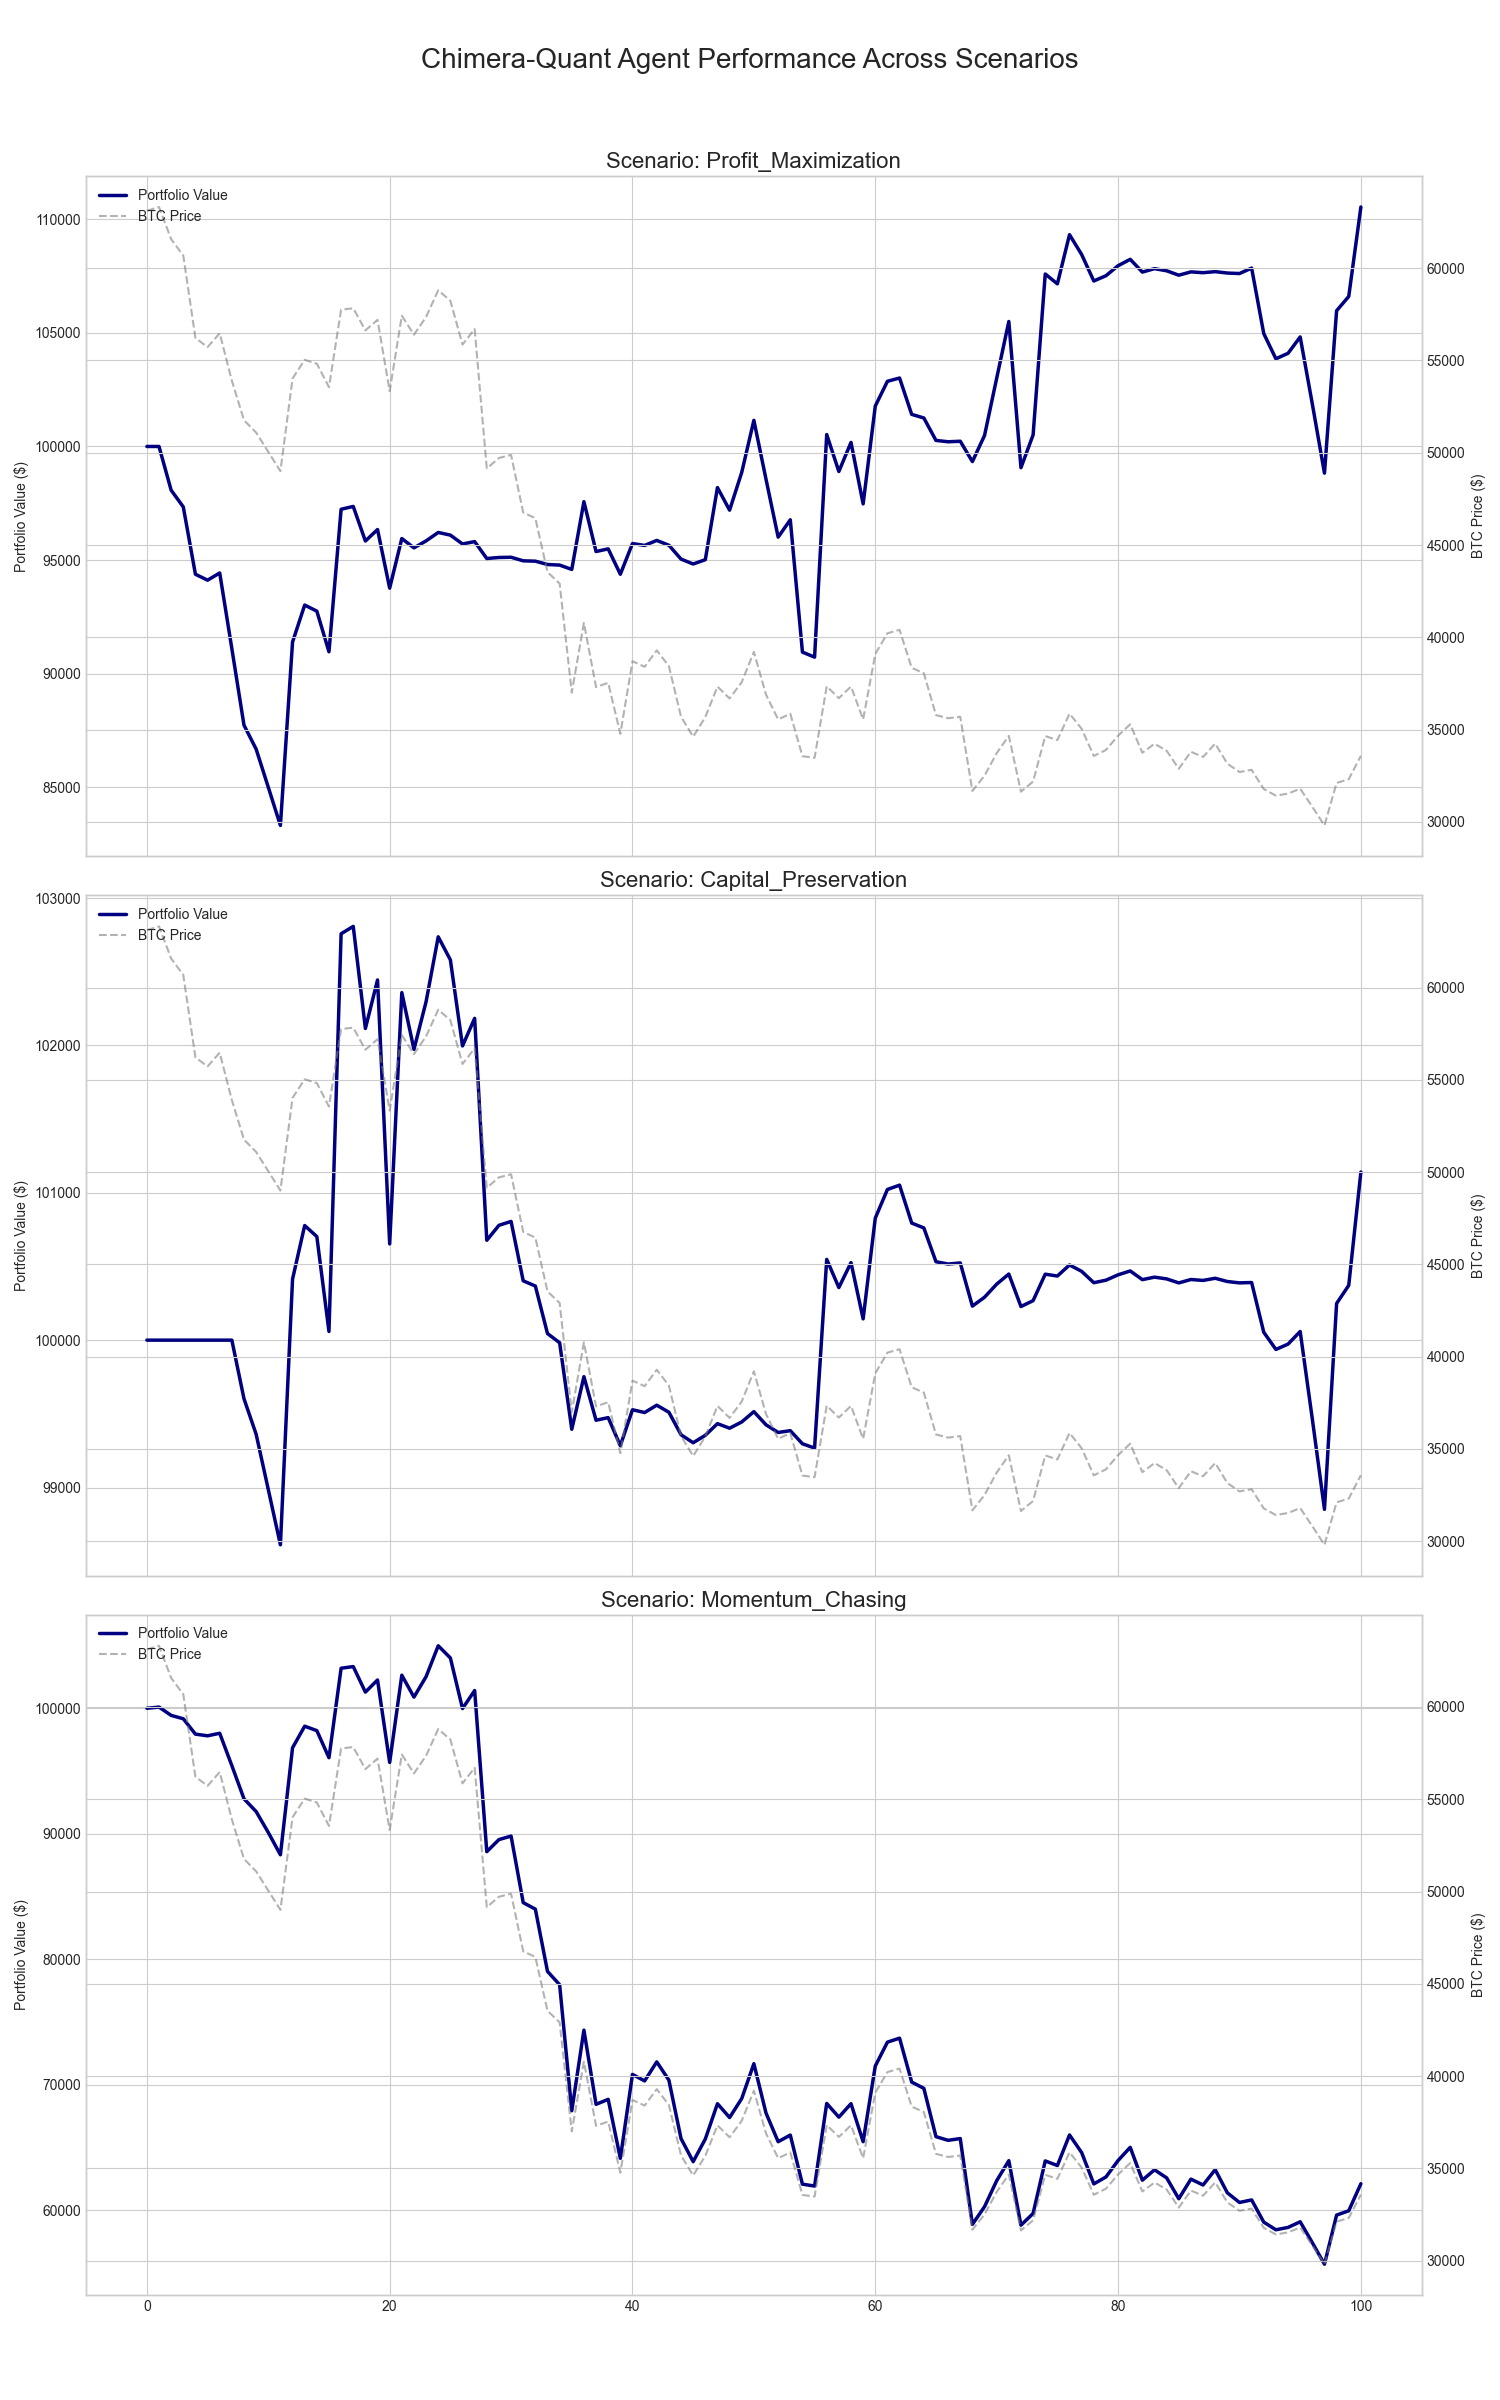 Chimera-Quant Agent Performance Across Scenarios
Scenario: Profit_Maximization
Portfolio Value
BTC Price
110000
105000
100000
95000
90000
85000
Portfolio Value ($)
60000
55000
50000
45000
40000
35000
30000
BTC Price ($)
Scenario: Capital_Preservation
Portfolio Value
BTC Price
103000
102000
101000
100000
99000
Portfolio Value ($)
60000
55000
50000
45000
40000
35000
30000
BTC Price ($)
Scenario: Momentum_Chasing
Portfolio Value
BTC Price
100000
90000
80000
70000
60000
Portfolio Value ($)
60000
55000
50000
45000
40000
35000
30000
BTC Price ($)
0 20 40 60 80 100